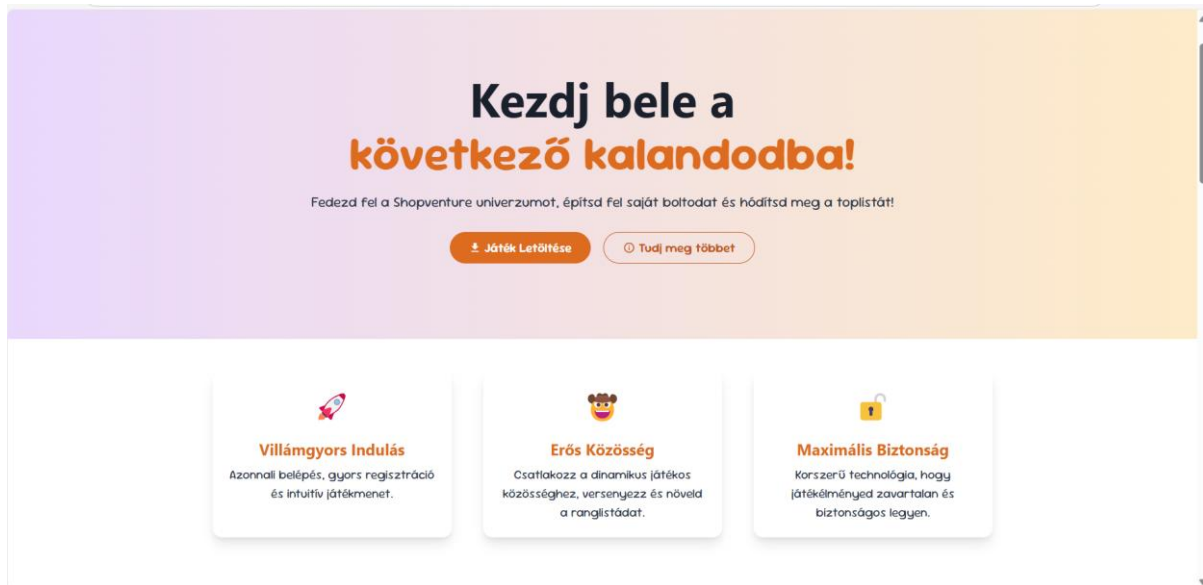 Kezdj bele a
következő kalandodba!
Fedezd fel a Shopventure univerzumot, építsd fel saját boltodat és hódítsd meg a toplistát!
Játék Letöltése
Tudj meg többet
Villámgyors Indulás
Azonnali belépés, gyors regisztráció
és intuitív játékmenet.
Erős Közösség
Csatlakozz a dinamikus játékos
közösséghez, versenyezz és növeld
a ranglistádat.
Maximális Biztonság
Korszerű technológia, hogy
játékélményed zavartalan és
biztonságos legyen.